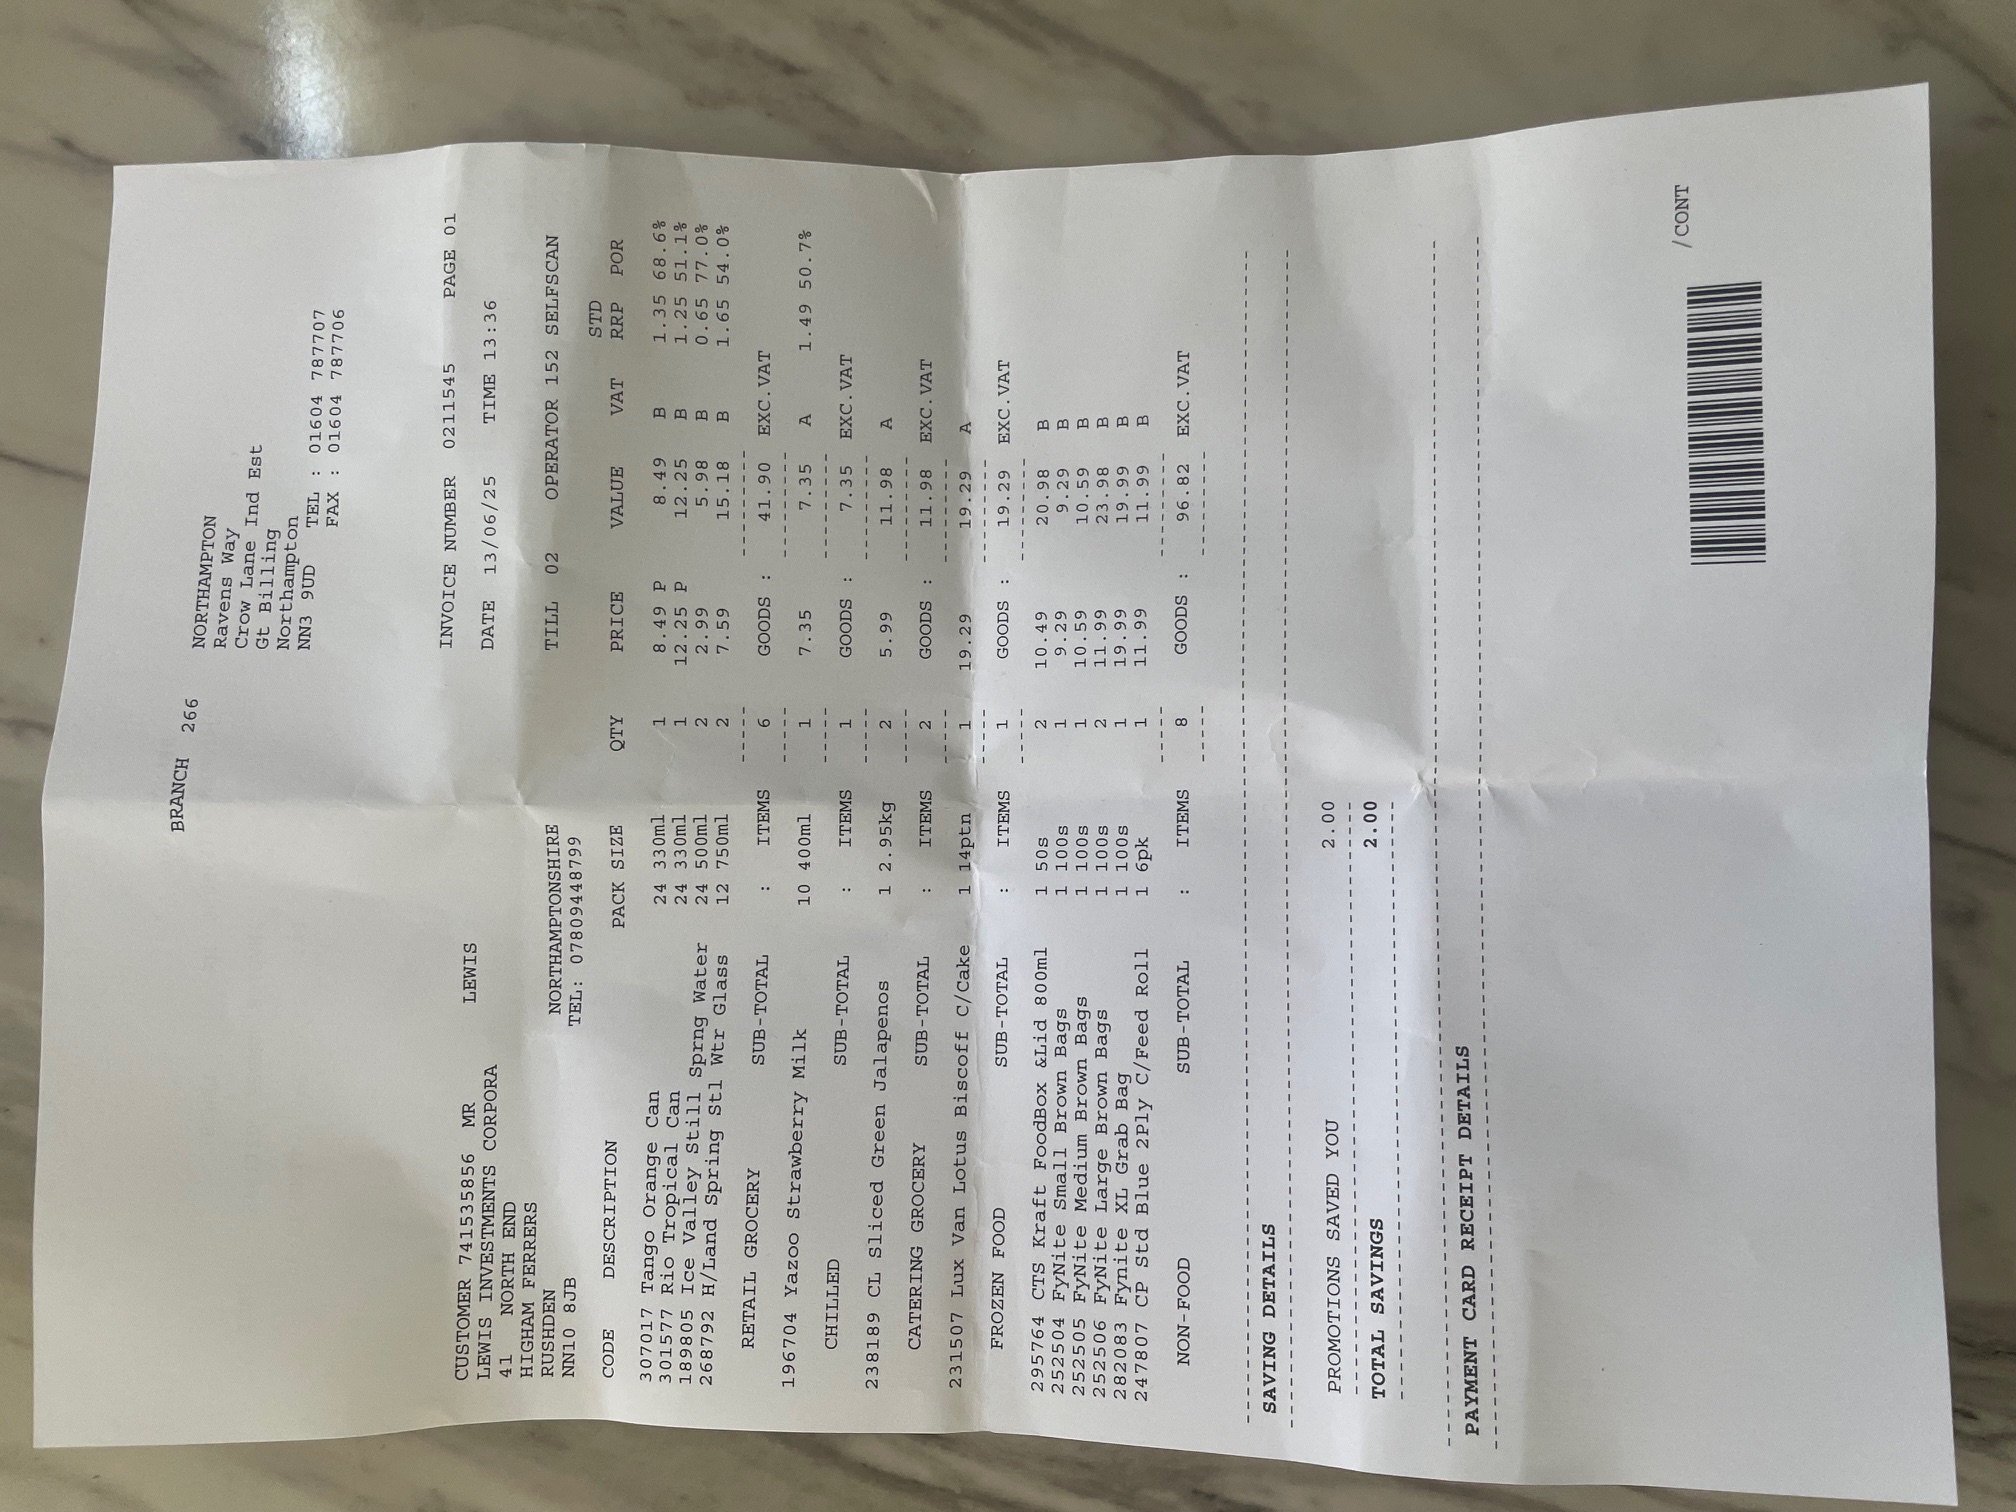 BRANCH 266
NORTHAMPTON
Ravens Way
Crow Lane Ind Est
Gt Billing
Northampton
NN3 9UD TEL : 01604 787707
FAX : 01604 787706
INVOICE NUMBER 0211545 PAGE 01
CUSTOMER 741535856 MR LEWIS
LEWIS INVESTMENTS CORPORA
DATE 13/06/25 TIME 13:36
41 NORTH END
HIGHAM FERRERS
RUSHDEN NORTHAMPTONSHIRE
TILL 02 OPERATOR 152 SELFSCAN
NN10 8JB TEL: 07809448799
STD
CODE DESCRIPTION PACK SIZE QTY PRICE VALUE VAT RRP POR
307017 Tango Orange Can 24 330ml 1 8.49 P 8.49 B 1.35 68.6%
301577 Rio Tropical Can 24 330ml 1 12.25 P 12.25 B 1.25 51.1%
189805 Ice Valley Still Sprng Water 24 500ml 2 2.99 5.98 B 0.65 77.0%
268792 H/Land Spring Stl Wtr Glass 12 750ml 2 7.59 15.18 B 1.65 54.0%
RETAIL GROCERY SUB-TOTAL : ITEMS 6 GOODS : 41.90 EXC.VAT
196704 Yazoo Strawberry Milk 10 400ml 1 7.35 7.35 A 1.49 50.7%
CHILLED SUB-TOTAL : ITEMS 1 GOODS : 7.35 EXC.VAT
238189 CL Sliced Green Jalapenos 1 2.95kg 2 5.99 11.98 A
CATERING GROCERY SUB-TOTAL : ITEMS 2 GOODS : 11.98 EXC.VAT
231507 Lux Van Lotus Biscoff C/Cake 1 14ptn 1 19.29 19.29 A
FROZEN FOOD SUB-TOTAL : ITEMS 1 GOODS : 19.29 EXC.VAT
295764 CTS Kraft FoodBox &Lid 800ml 1 50s 2 10.49 20.98 B
252504 FyNite Small Brown Bags 1 100s 1 9.29 9.29 B
252505 FyNite Medium Brown Bags 1 100s 1 10.59 10.59 B
252506 FyNite Large Brown Bags 1 100s 2 11.99 23.98 B
282083 Fynite XL Grab Bag 1 100s 1 19.99 19.99 B
247807 CP Std Blue 2Ply C/Feed Roll 1 6pk 1 11.99 11.99 B
NON-FOOD SUB-TOTAL : ITEMS 8 GOODS : 96.82 EXC.VAT
SAVING DETAILS
PROMOTIONS SAVED YOU 2.00
TOTAL SAVINGS 2.00
PAYMENT CARD RECEIPT DETAILS
/CONT